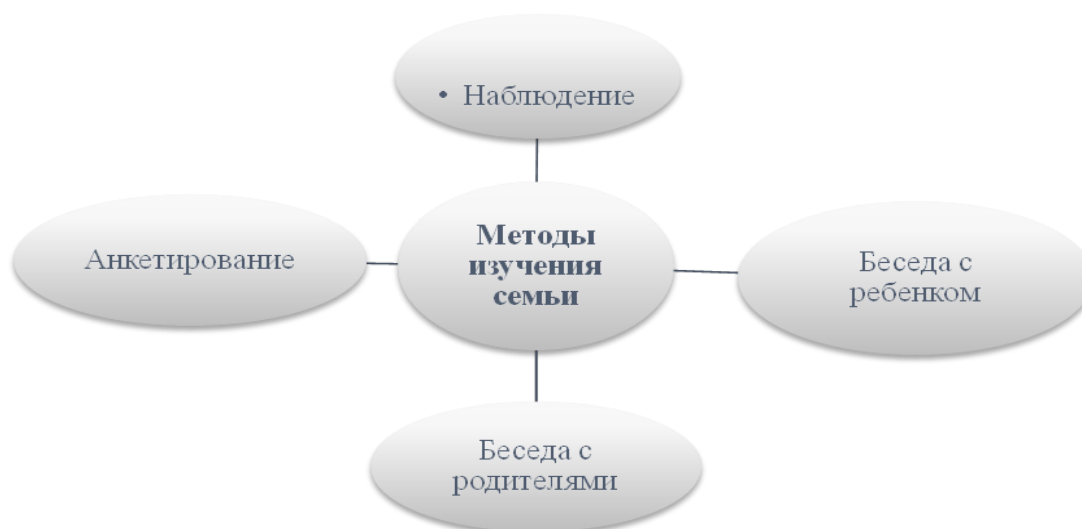 • Наблюдение
Анкетирование
Методы
изучения
семьи
Беседа с
ребенком
Беседа с
родителями